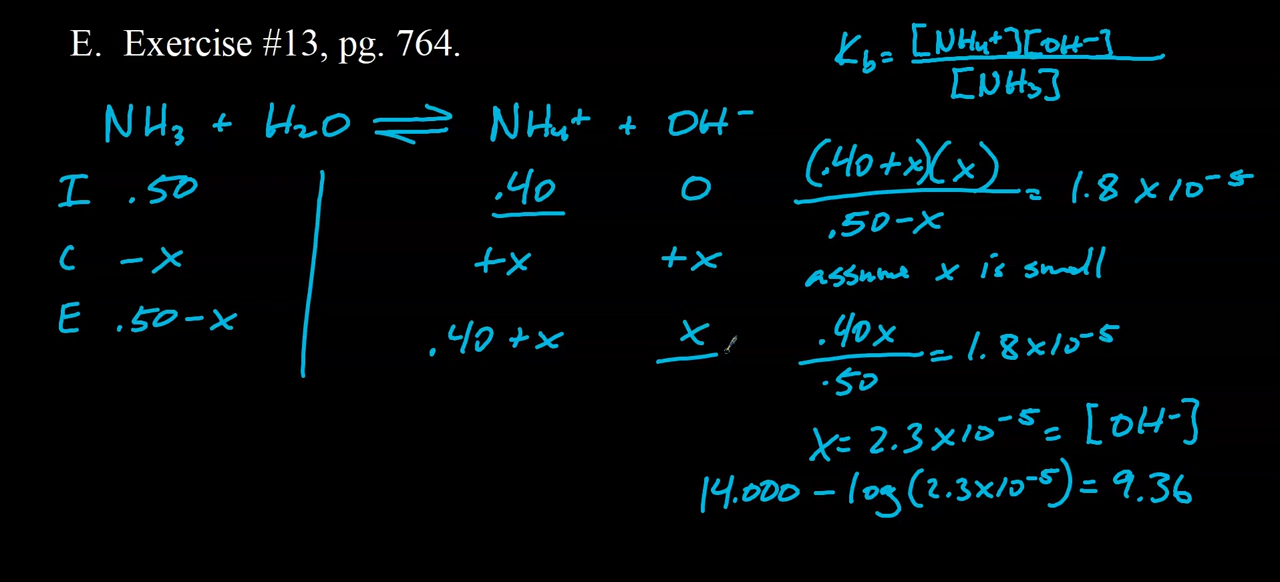 E. Exercise #13, pg. 764.
Kb = [NH4+][OH-]
[NH3]
NH3 + H2O ⇌ NH4+ + OH-
I .50 .40 0
C -x +x +x
E .50-x .40+x x
(.40+x)(x) = 1.8 x 10-5
.50-x
assume x is small
.40x = 1.8x10-5
.50
x = 2.3x10-5 = [OH-]
14.000 - log(2.3x10-5) = 9.36